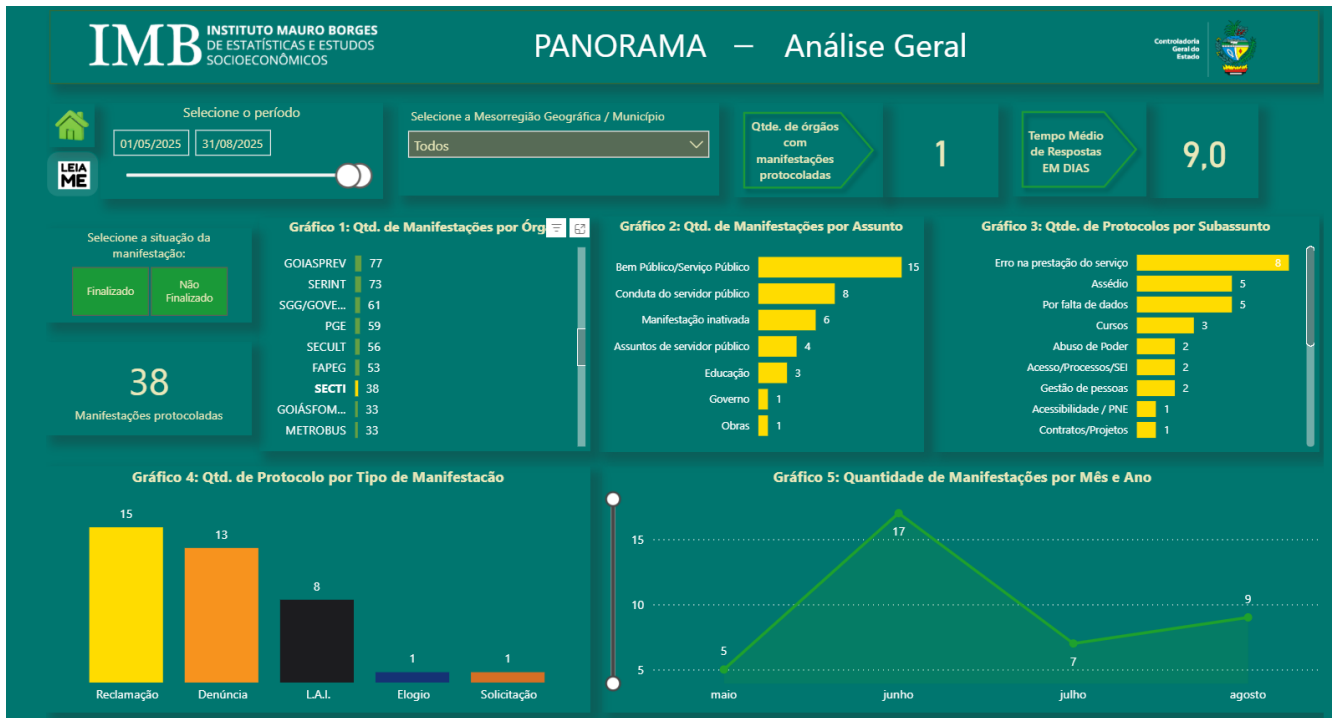 IMB
INSTITUTO MAURO BORGES
DE ESTATÍSTICAS E ESTUDOS
SOCIOECONÔMICOS
PANORAMA – Análise Geral
Controladoria
Geral do
Estado
LEIA
ME
Selecione o período
01/05/2025 31/08/2025
Selecione a Mesorregião Geográfica / Município
Todos
Qtde. de órgãos
com
manifestações
protocoladas
1
Tempo Médio
de Respostas
EM DIAS
9,0
Selecione a situação da
manifestação:
Finalizado
Não
Finalizado
38
Manifestações protocoladas
Gráfico 1: Qtd. de Manifestações por Órg
GOIASPREV 77
SERINT 73
SGG/GOVE... 61
PGE 59
SECULT 56
FAPEG 53
SECTI 38
GOIÁSFOM... 33
METROBUS 33
Gráfico 2: Qtd. de Manifestações por Assunto
Bem Público/Serviço Público 15
Conduta do servidor público 8
Manifestação inativada 6
Assuntos de servidor público 4
Educação 3
Governo 1
Obras 1
Gráfico 3: Qtde. de Protocolos por Subassunto
Erro na prestação do serviço 8
Assédio 5
Por falta de dados 5
Cursos 3
Abuso de Poder 2
Acesso/Processos/SEI 2
Gestão de pessoas 2
Acessibilidade / PNE 1
Contratos/Projetos 1
Gráfico 4: Qtd. de Protocolo por Tipo de Manifestacão
15
13
8
1
1
Reclamação Denúncia L.A.I. Elogio Solicitação
Gráfico 5: Quantidade de Manifestações por Mês e Ano
15
10
5
5
17
7
9
maio junho julho agosto